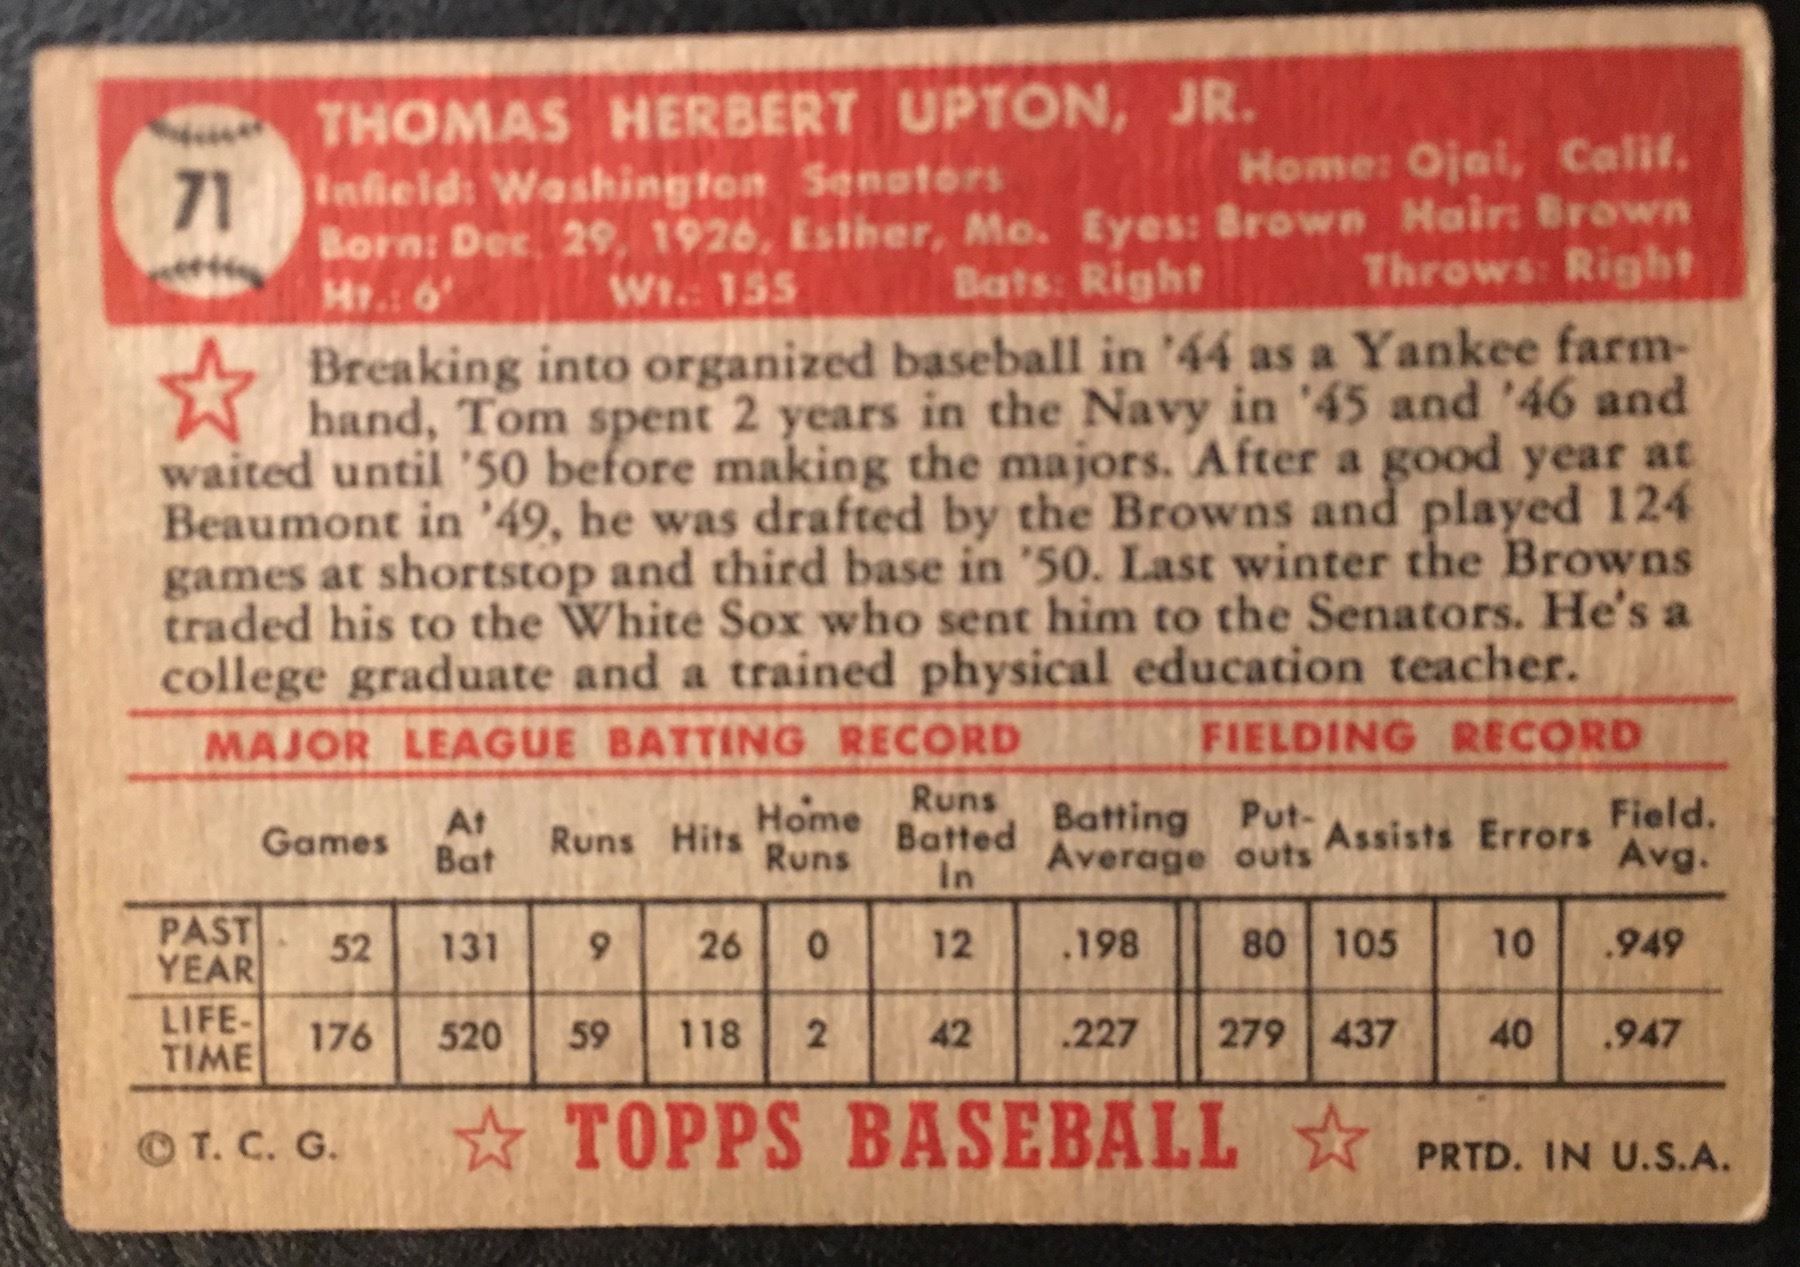 71
THOMAS HERBERT UPTON, JR.
Infield: Washington Senators Home: Ojai, Calif.
Born: Dec. 29, 1926, Esther, Mo. Eyes: Brown Hair: Brown
Ht.: 6' Wt.: 155 Bats: Right Throws: Right
Breaking into organized baseball in '44 as a Yankee farm-
hand, Tom spent 2 years in the Navy in '45 and '46 and
waited until '50 before making the majors. After a good year at
Beaumont in '49, he was drafted by the Browns and played 124
games at shortstop and third base in '50. Last winter the Browns
traded his to the White Sox who sent him to the Senators. He's a
college graduate and a trained physical education teacher.
MAJOR LEAGUE BATTING RECORD FIELDING RECORD
Games At Bat Runs Hits Home Runs Runs Batted In Batting Average Put-outs Assists Errors Field. Avg.
PAST YEAR 52 131 9 26 0 12 .198 80 105 10 .949
LIFE-TIME 176 520 59 118 2 42 .227 279 437 40 .947
© T. C. G. TOPPS BASEBALL PRTD. IN U.S.A.